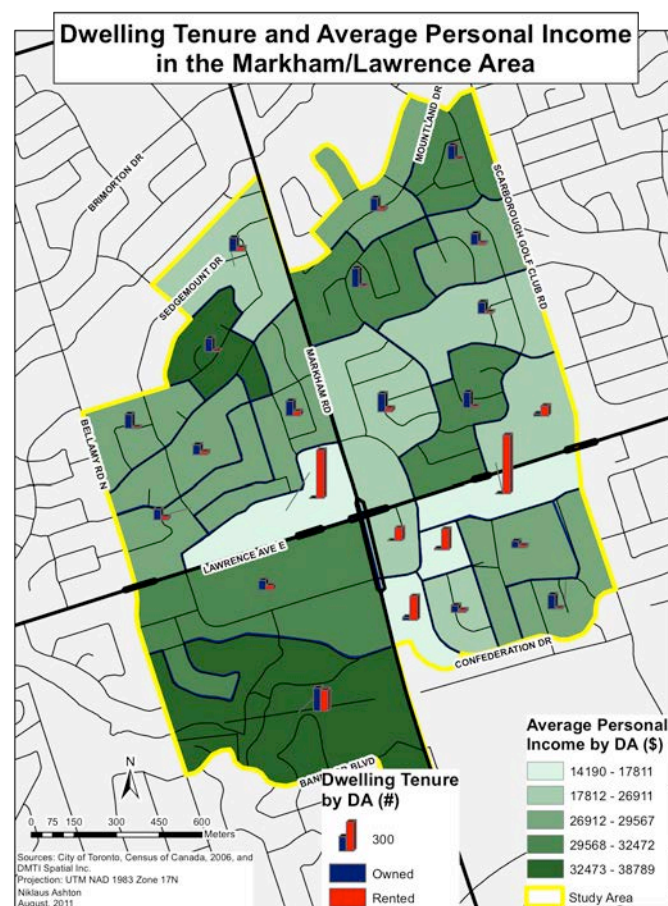 Dwelling Tenure and Average Personal Income
in the Markham/Lawrence Area
MOUNTLAND DR
BRIMORTON DR
SCARBOROUGH GOLF CLUB RD
SEDGEMOUNT DR
MARKHAM RD
BELLAMY RD N
LAWRENCE AVE E
CONFEDERATION DR
BLVD
N
0 75 150 300 450 600
Meters
Sources: City of Toronto, Census of Canada, 2006, and
DMTI Spatial Inc.
Projection: UTM NAD 1983 Zone 17N
Niklaus Ashton
August, 2011
Dwelling Tenure
by DA (#)
300
Owned
Rented
Average Personal
Income by DA ($)
14190 - 17811
17812 - 26911
26912 - 29567
29568 - 32472
32473 - 38789
Study Area